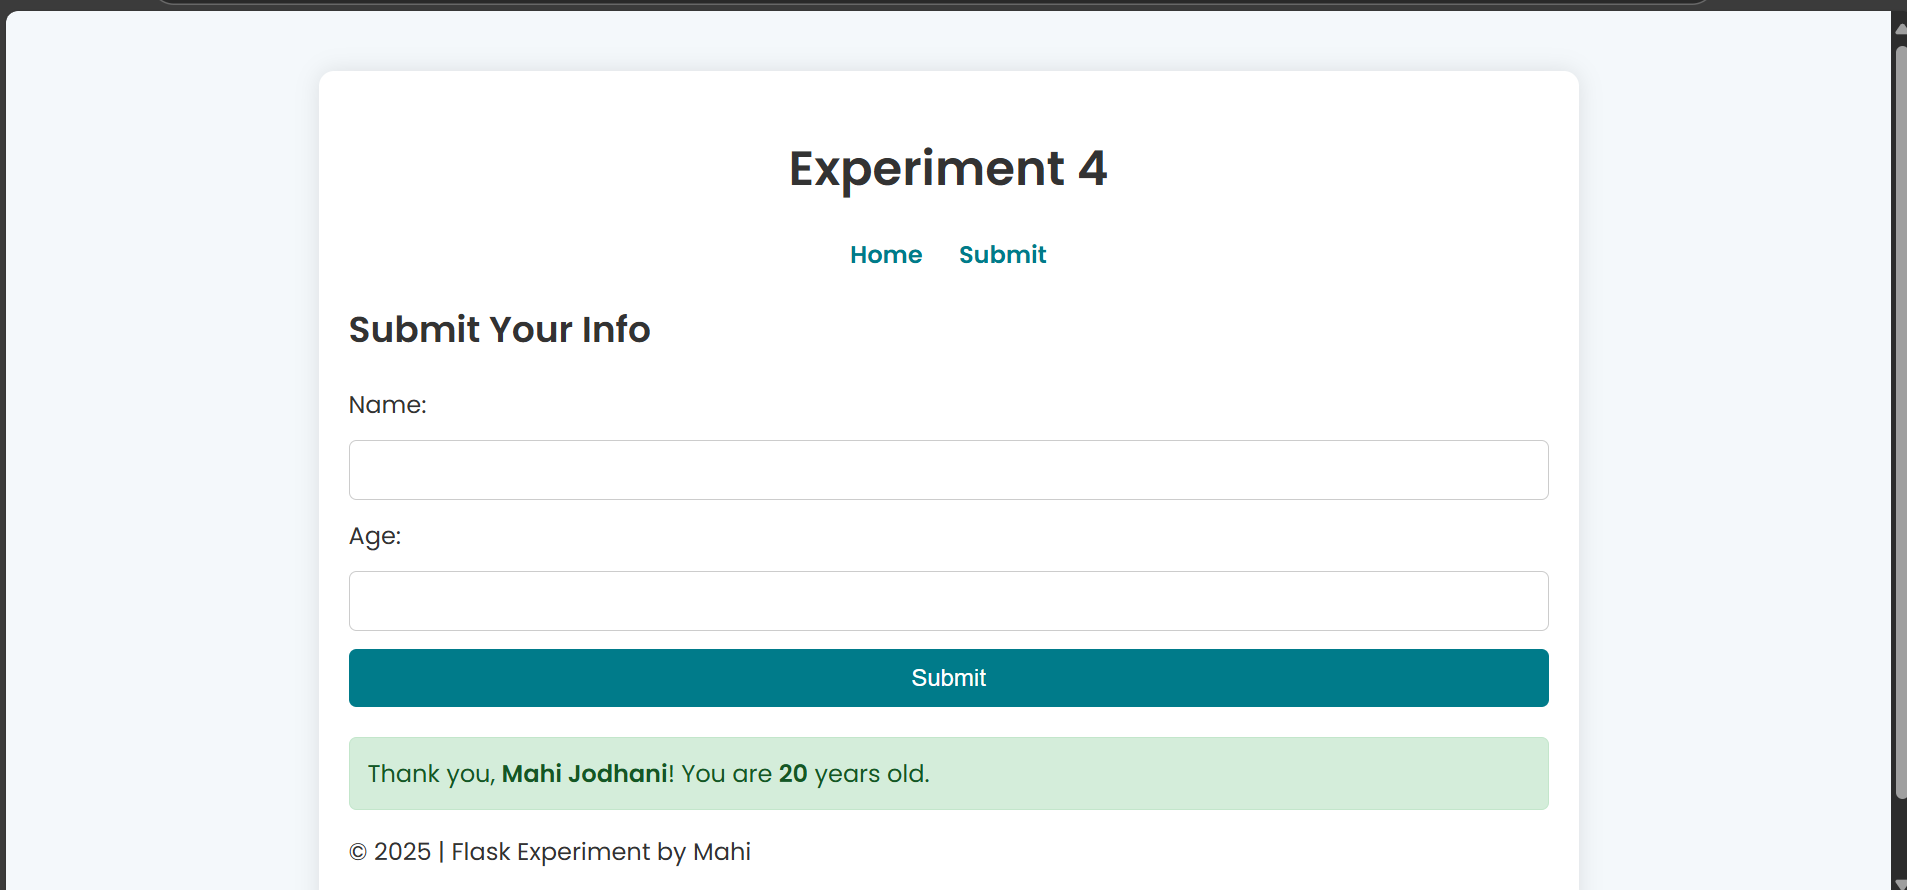 Experiment 4
Home Submit
Submit Your Info
Name:
Age:
Submit
Thank you, Mahi Jodhani! You are 20 years old.
© 2025 | Flask Experiment by Mahi